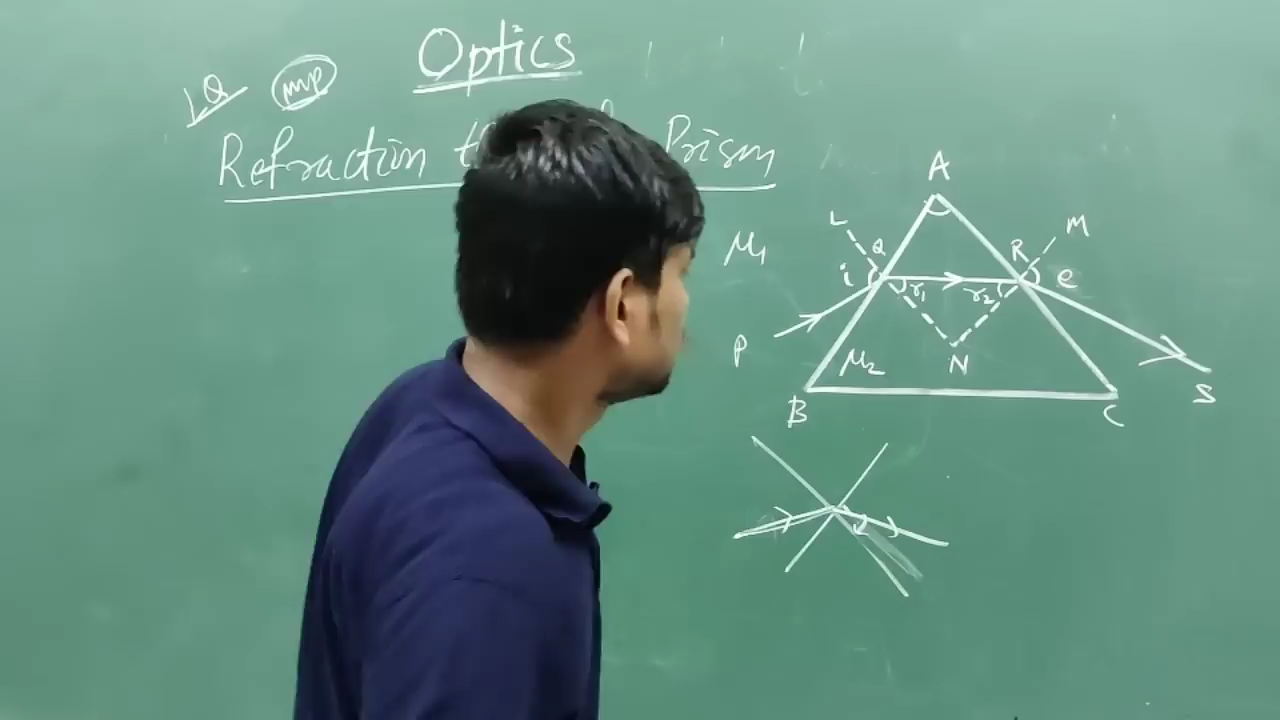 Optics
LQ imp
Refraction Prism
A
L M
μ₁ Q R
i r₁ r₂ e
P μ₂ N
B C S